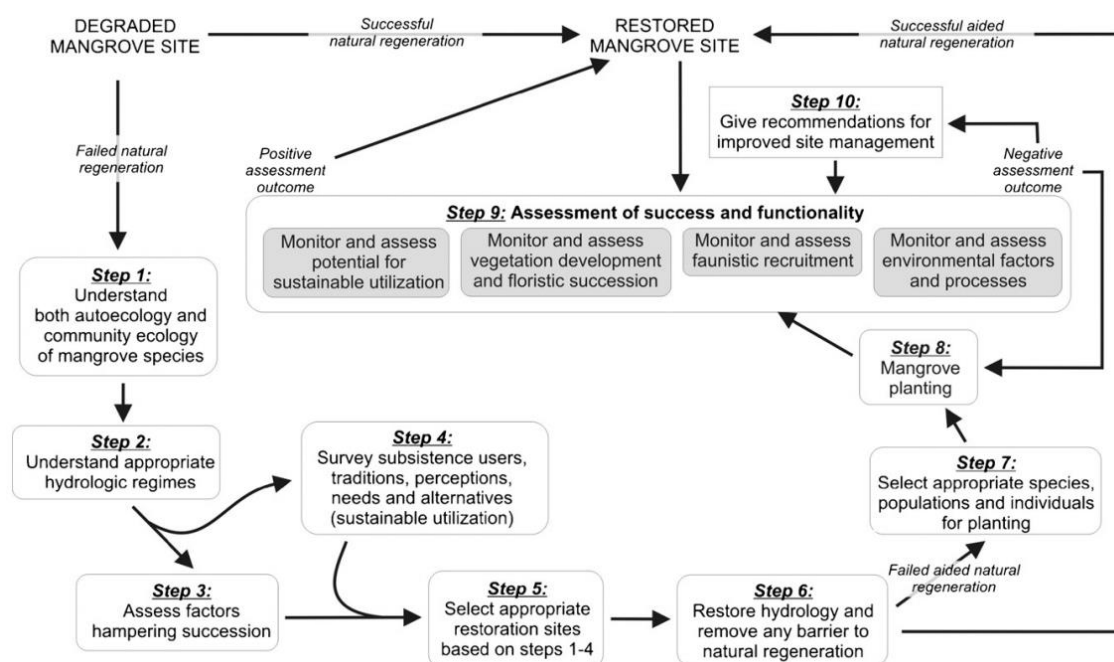 DEGRADED
MANGROVE SITE
Successful
natural regeneration
RESTORED
MANGROVE SITE
Successful aided
natural regeneration
Failed natural
regeneration
Positive
assessment
outcome
Step 10:
Give recommendations for
improved site management
Negative
assessment
outcome
Step 9: Assessment of success and functionality
Monitor and assess
potential for
sustainable utilization
Monitor and assess
vegetation development
and floristic succession
Monitor and assess
faunistic recruitment
Monitor and assess
environmental factors
and processes
Step 1:
Understand
both autoecology and
community ecology
of mangrove species
Step 2:
Understand appropriate
hydrologic regimes
Step 3:
Assess factors
hampering succession
Step 4:
Survey subsistence users,
traditions, perceptions,
needs and alternatives
(sustainable utilization)
Step 5:
Select appropriate
restoration sites
based on steps 1-4
Step 6:
Restore hydrology and
remove any barrier to
natural regeneration
Failed aided natural
regeneration
Step 7:
Select appropriate species,
populations and individuals
for planting
Step 8:
Mangrove
planting